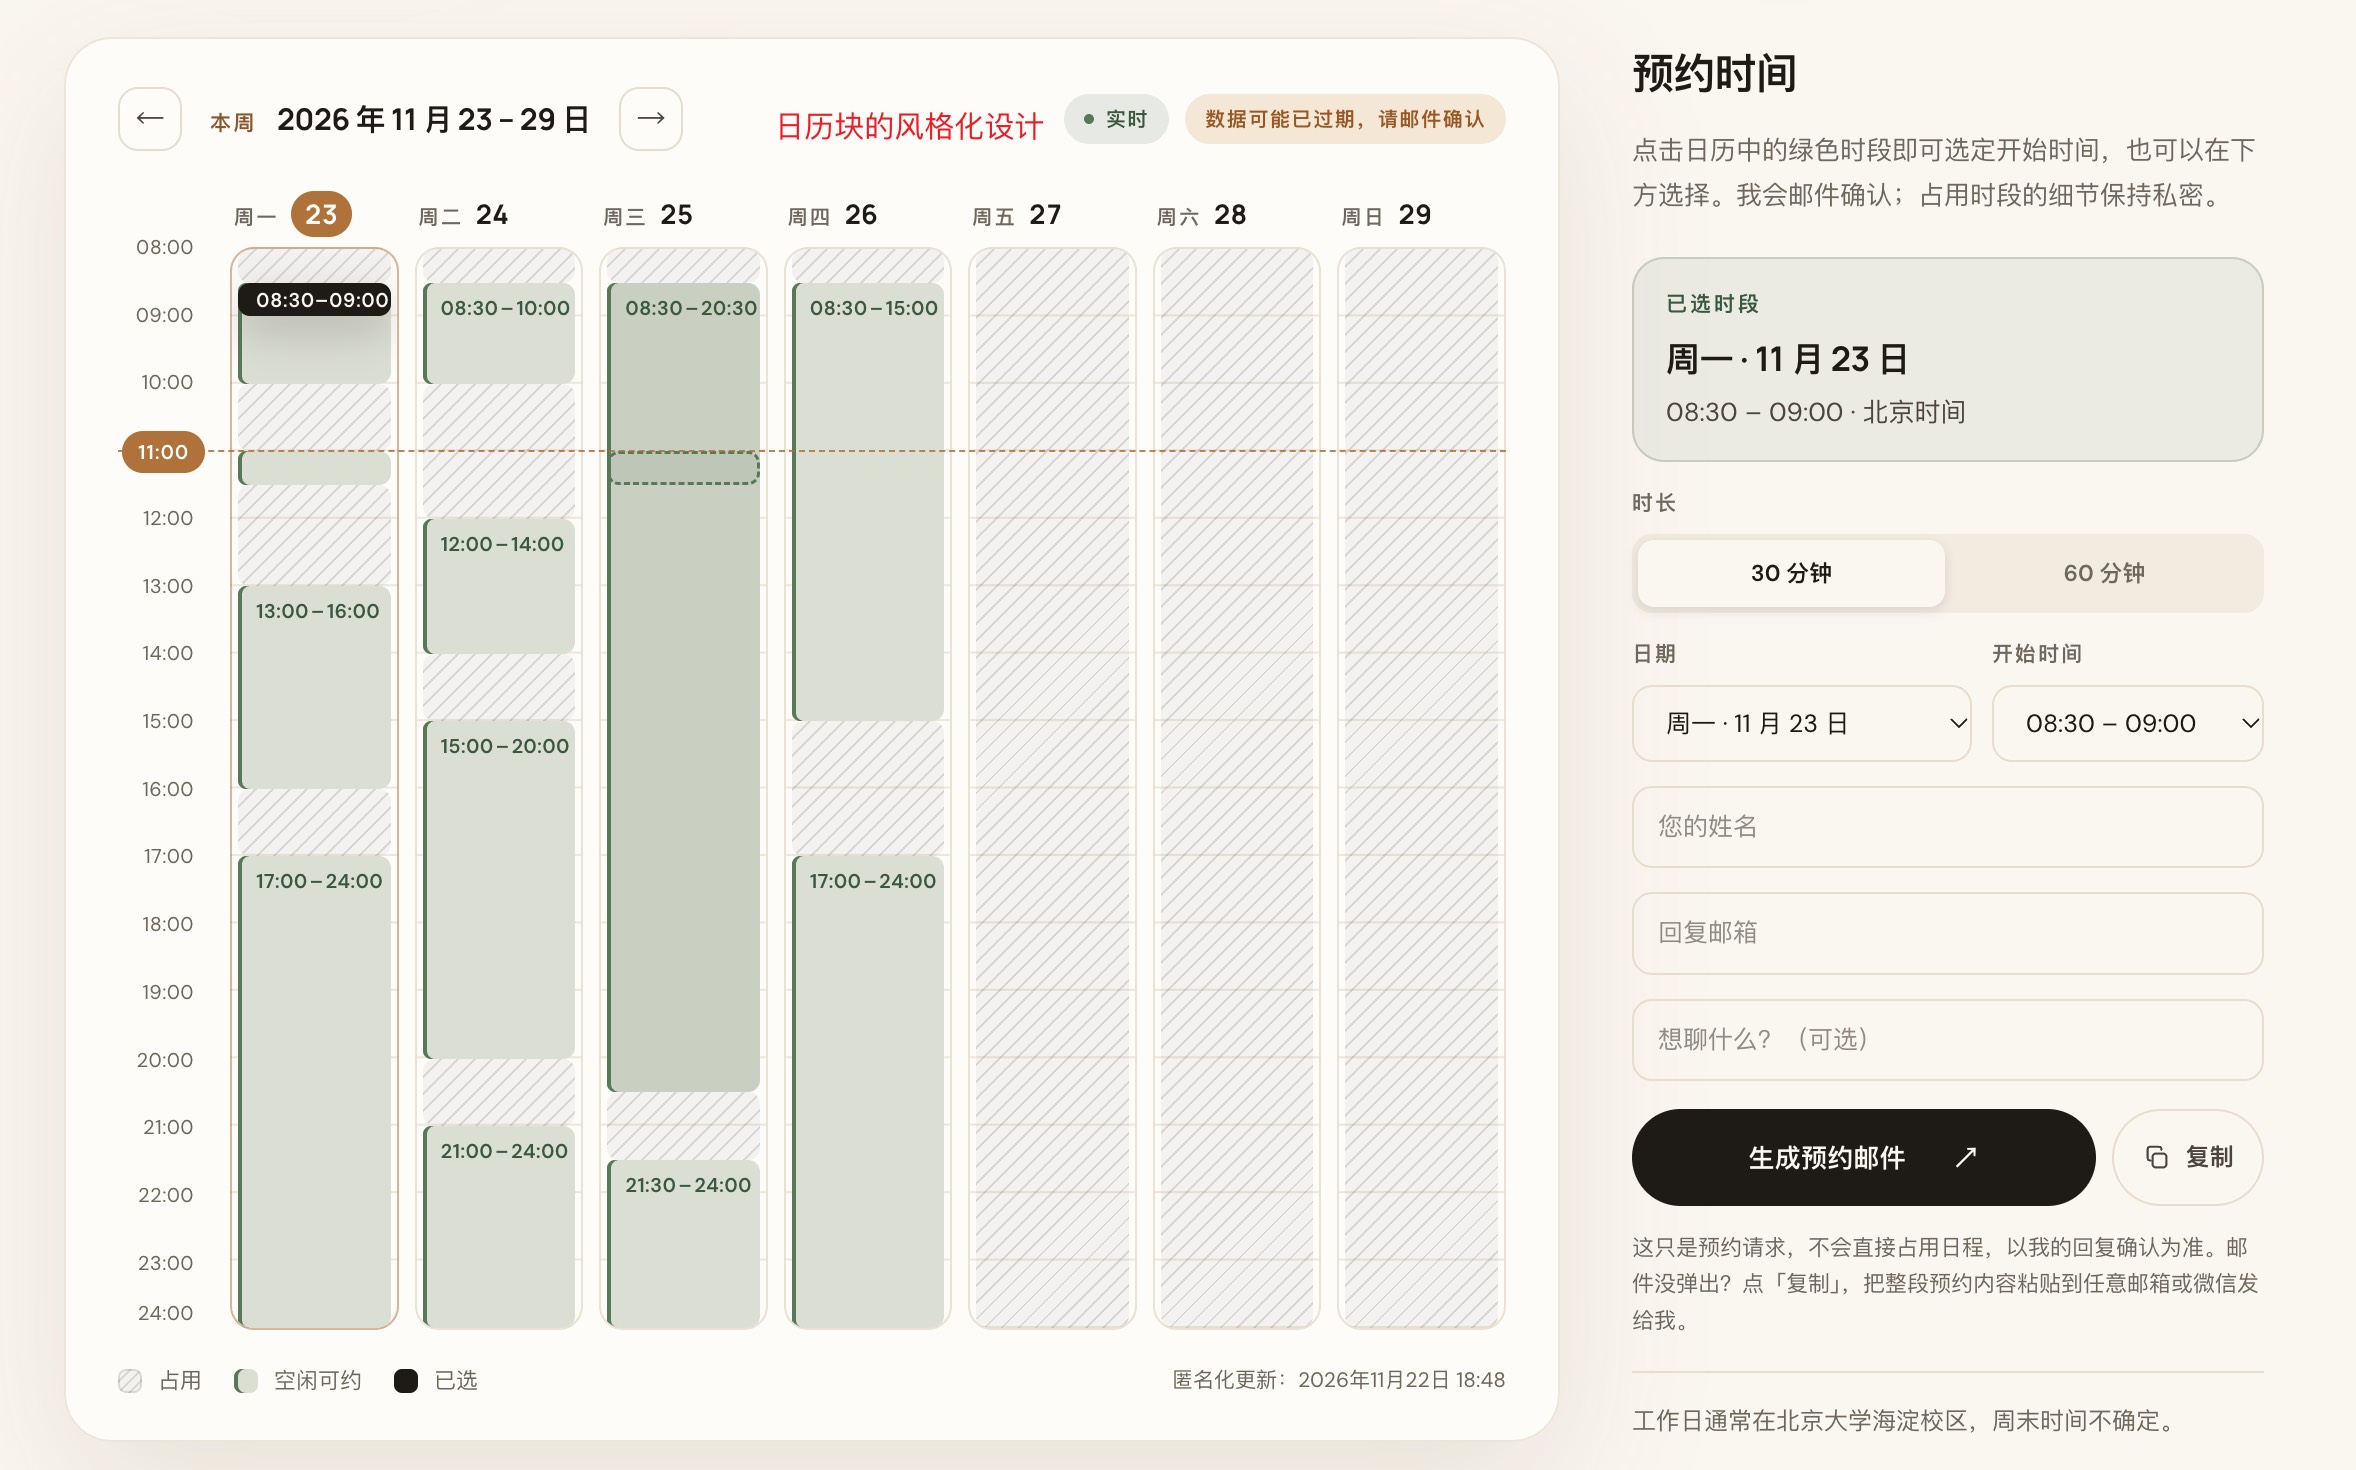 本周 2026 年 11 月 23 – 29 日
日历块的风格化设计
实时
数据可能已过期，请邮件确认
周一 23
周二 24
周三 25
周四 26
周五 27
周六 28
周日 29
08:00
09:00
10:00
11:00
12:00
13:00
14:00
15:00
16:00
17:00
18:00
19:00
20:00
21:00
22:00
23:00
24:00
08:30–09:00
13:00–16:00
17:00–24:00
08:30–10:00
12:00–14:00
15:00–20:00
21:00–24:00
08:30–20:30
21:30–24:00
08:30–15:00
17:00–24:00
占用
空闲可约
已选
匿名化更新：2026年11月22日 18:48
预约时间
点击日历中的绿色时段即可选定开始时间，也可以在下
方选择。我会邮件确认；占用时段的细节保持私密。
已选时段
周一 · 11 月 23 日
08:30 – 09:00 · 北京时间
时长
30 分钟
60 分钟
日期
开始时间
周一 · 11 月 23 日
08:30 – 09:00
您的姓名
回复邮箱
想聊什么？（可选）
生成预约邮件 ↗
复制
这只是预约请求，不会直接占用日程，以我的回复确认为准。邮
件没弹出？点「复制」，把整段预约内容粘贴到任意邮箱或微信发
给我。
工作日通常在北京大学海淀校区，周末时间不确定。